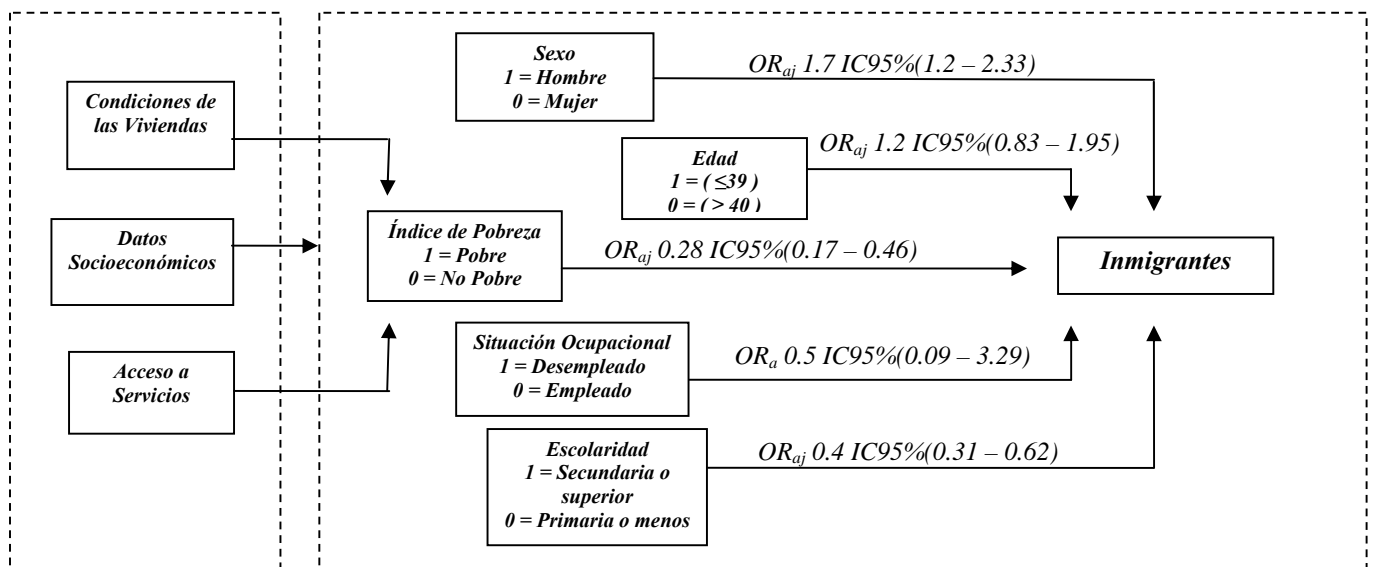 Condiciones de
las Viviendas
Datos
Socioeconómicos
Acceso a
Servicios
Sexo
1 = Hombre
0 = Mujer
ORaj 1.7 IC95%(1.2 – 2.33)
Edad
1 = ( ≤39 )
0 = ( > 40 )
ORaj 1.2 IC95%(0.83 – 1.95)
Índice de Pobreza
1 = Pobre
0 = No Pobre
ORaj 0.28 IC95%(0.17 – 0.46)
Situación Ocupacional
1 = Desempleado
0 = Empleado
ORa 0.5 IC95%(0.09 – 3.29)
Escolaridad
1 = Secundaria o
superior
0 = Primaria o menos
ORaj 0.4 IC95%(0.31 – 0.62)
Inmigrantes